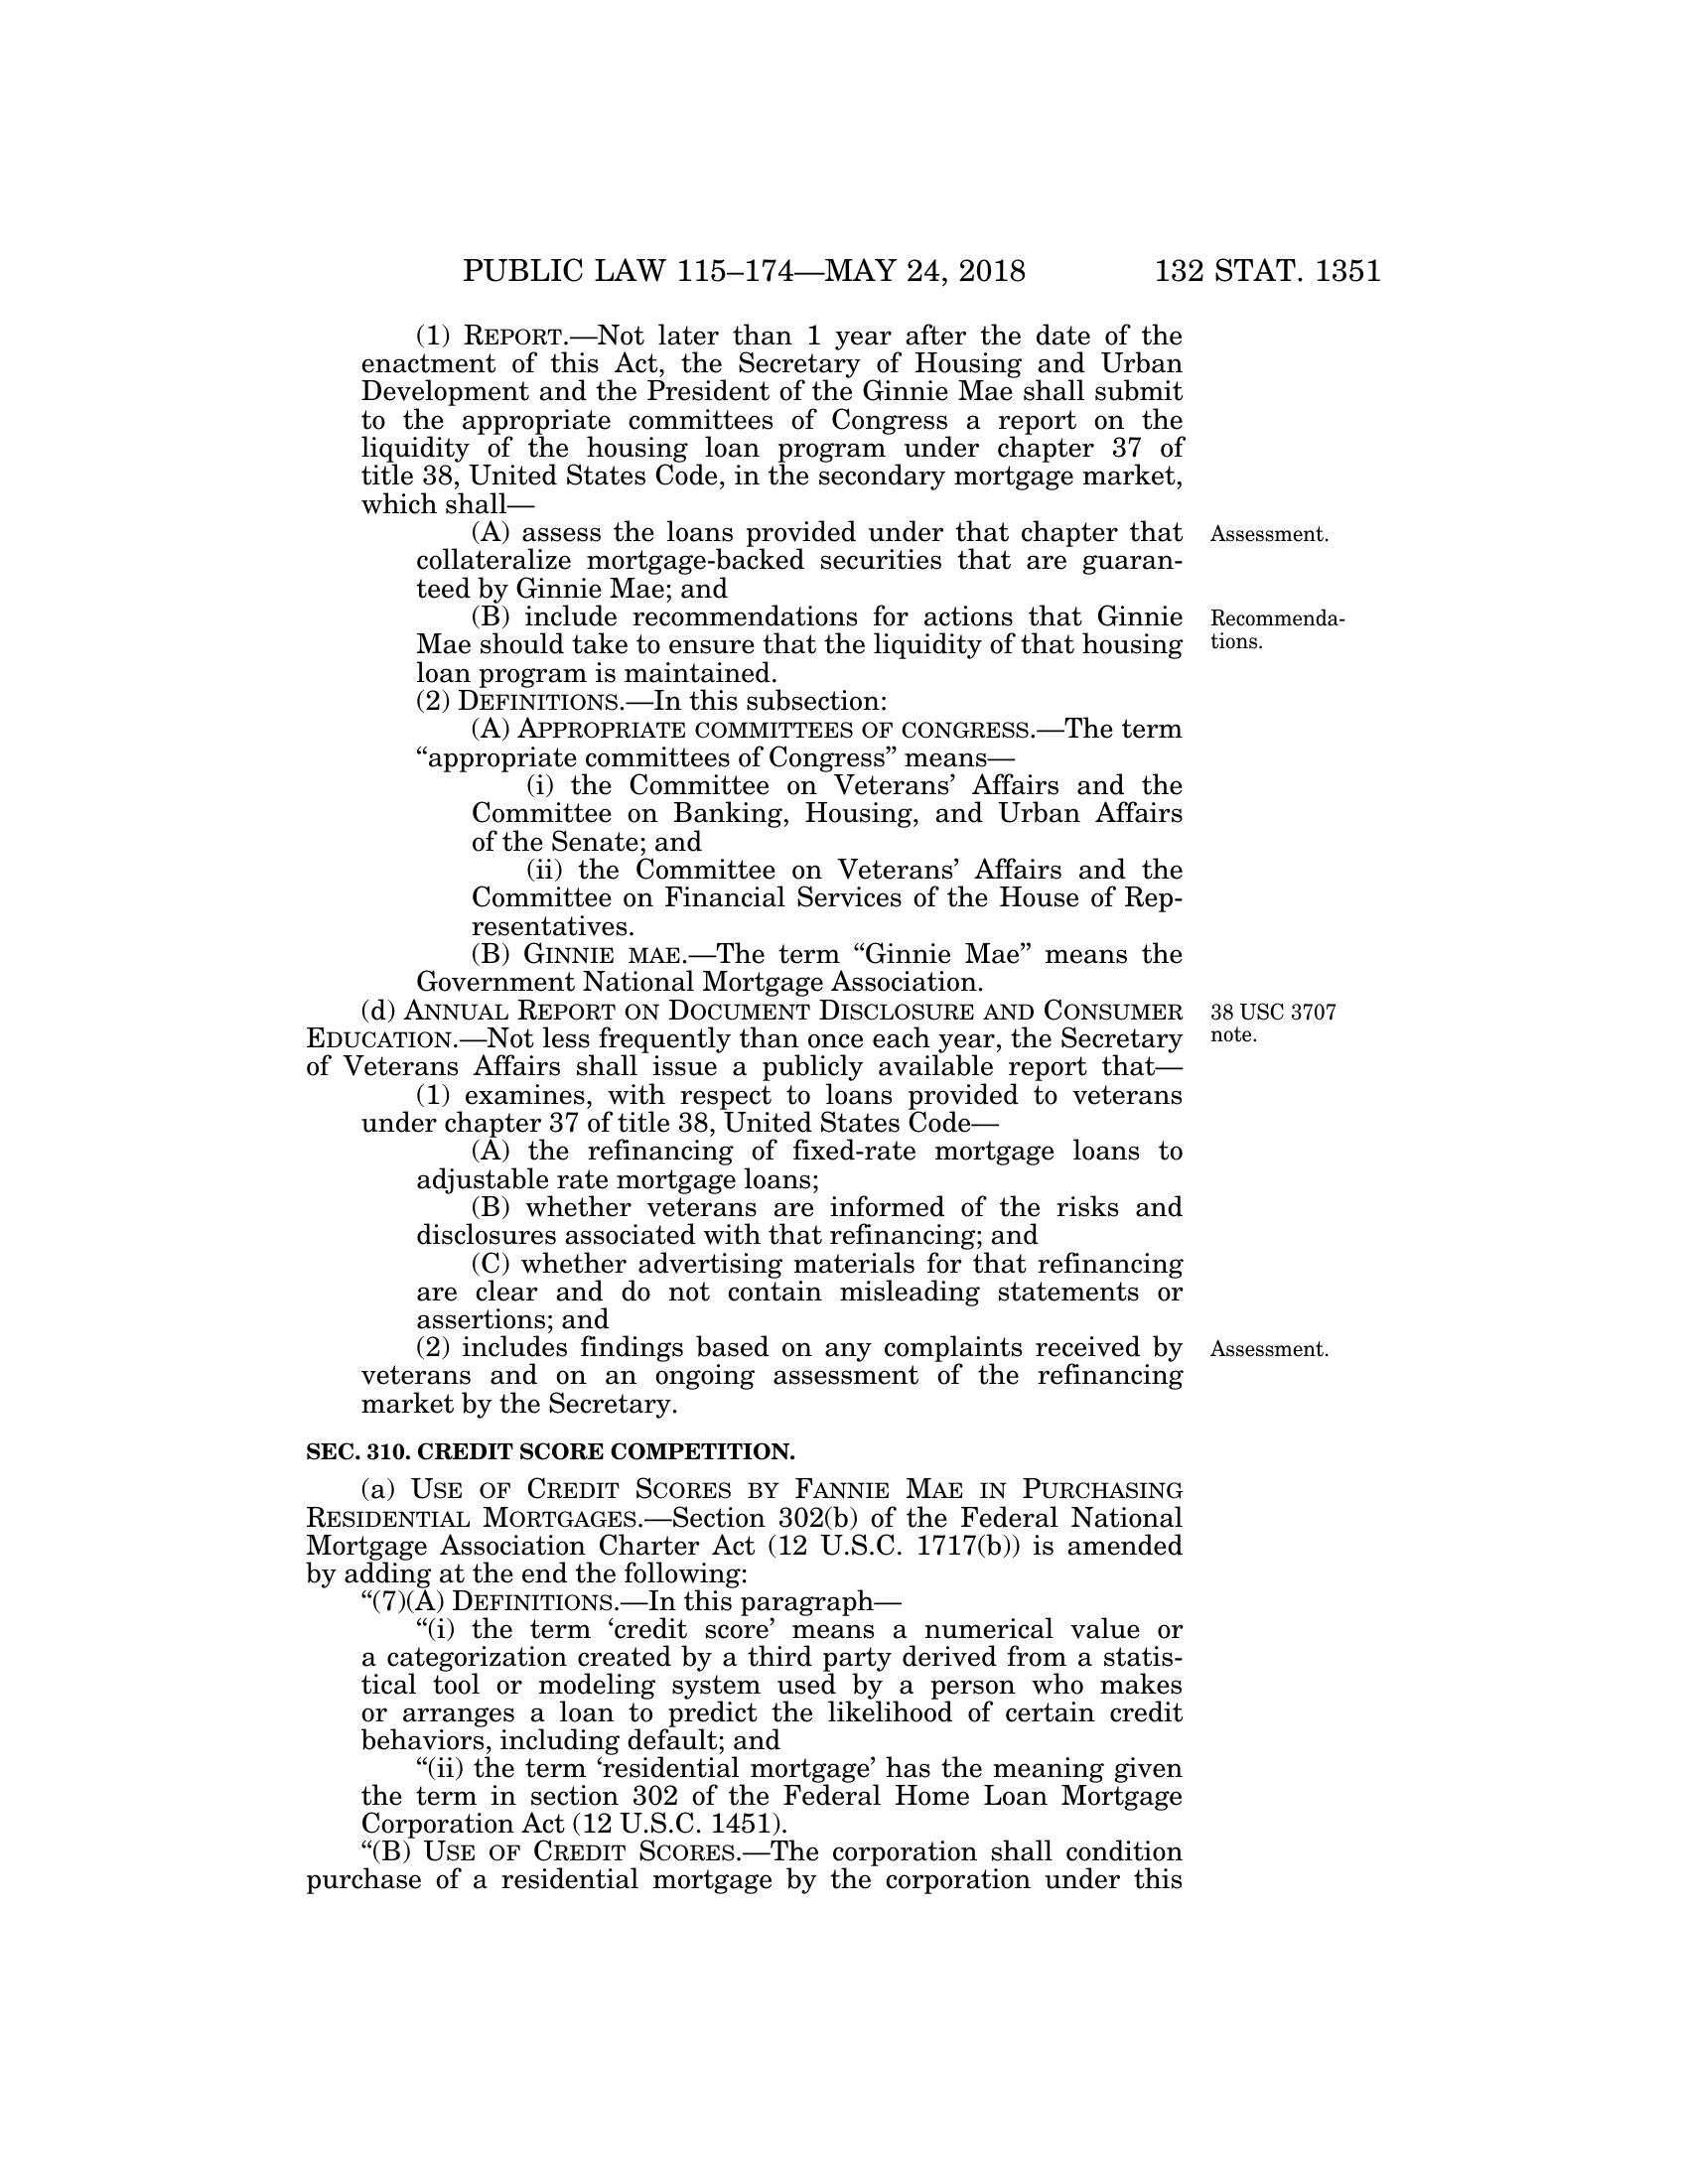 PUBLIC LAW 115–174—MAY 24, 2018 132 STAT. 1351
(1) REPORT.—Not later than 1 year after the date of the
enactment of this Act, the Secretary of Housing and Urban
Development and the President of the Ginnie Mae shall submit
to the appropriate committees of Congress a report on the
liquidity of the housing loan program under chapter 37 of
title 38, United States Code, in the secondary mortgage market,
which shall—
(A) assess the loans provided under that chapter that
Assessment.
collateralize mortgage-backed securities that are guaran-
teed by Ginnie Mae; and
(B) include recommendations for actions that Ginnie
Recommenda-
tions.
Mae should take to ensure that the liquidity of that housing
loan program is maintained.
(2) DEFINITIONS.—In this subsection:
(A) APPROPRIATE COMMITTEES OF CONGRESS.—The term
“appropriate committees of Congress” means—
(i) the Committee on Veterans’ Affairs and the
Committee on Banking, Housing, and Urban Affairs
of the Senate; and
(ii) the Committee on Veterans’ Affairs and the
Committee on Financial Services of the House of Rep-
resentatives.
(B) GINNIE MAE.—The term “Ginnie Mae” means the
Government National Mortgage Association.
(d) ANNUAL REPORT ON DOCUMENT DISCLOSURE AND CONSUMER
38 USC 3707
note.
EDUCATION.—Not less frequently than once each year, the Secretary
of Veterans Affairs shall issue a publicly available report that—
(1) examines, with respect to loans provided to veterans
under chapter 37 of title 38, United States Code—
(A) the refinancing of fixed-rate mortgage loans to
adjustable rate mortgage loans;
(B) whether veterans are informed of the risks and
disclosures associated with that refinancing; and
(C) whether advertising materials for that refinancing
are clear and do not contain misleading statements or
assertions; and
(2) includes findings based on any complaints received by
Assessment.
veterans and on an ongoing assessment of the refinancing
market by the Secretary.
SEC. 310. CREDIT SCORE COMPETITION.
(a) USE OF CREDIT SCORES BY FANNIE MAE IN PURCHASING
RESIDENTIAL MORTGAGES.—Section 302(b) of the Federal National
Mortgage Association Charter Act (12 U.S.C. 1717(b)) is amended
by adding at the end the following:
“(7)(A) DEFINITIONS.—In this paragraph—
“(i) the term ‘credit score’ means a numerical value or
a categorization created by a third party derived from a statis-
tical tool or modeling system used by a person who makes
or arranges a loan to predict the likelihood of certain credit
behaviors, including default; and
“(ii) the term ‘residential mortgage’ has the meaning given
the term in section 302 of the Federal Home Loan Mortgage
Corporation Act (12 U.S.C. 1451).
“(B) USE OF CREDIT SCORES.—The corporation shall condition
purchase of a residential mortgage by the corporation under this